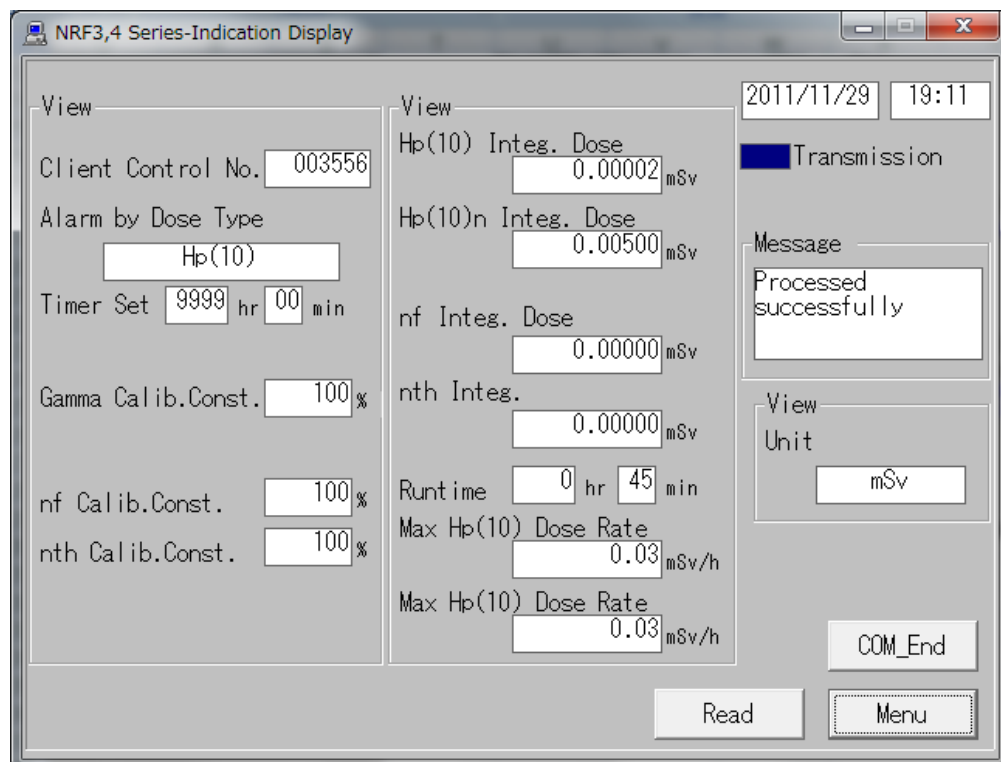 NRF3,4 Series-Indication Display
View
Client Control No. 003556
Alarm by Dose Type
Hp(10)
Timer Set 9999 hr 00 min
Gamma Calib.Const. 100 %
nf Calib.Const. 100 %
nth Calib.Const. 100 %
View
Hp(10) Integ. Dose
0.00002 mSv
Hp(10)n Integ. Dose
0.00500 mSv
nf Integ. Dose
0.00000 mSv
nth Integ.
0.00000 mSv
Runtime 0 hr 45 min
Max Hp(10) Dose Rate
0.03 mSv/h
Max Hp(10) Dose Rate
0.03 mSv/h
2011/11/29 19:11
Transmission
Message
Processed
successfully
View
Unit
mSv
COM_End
Read Menu